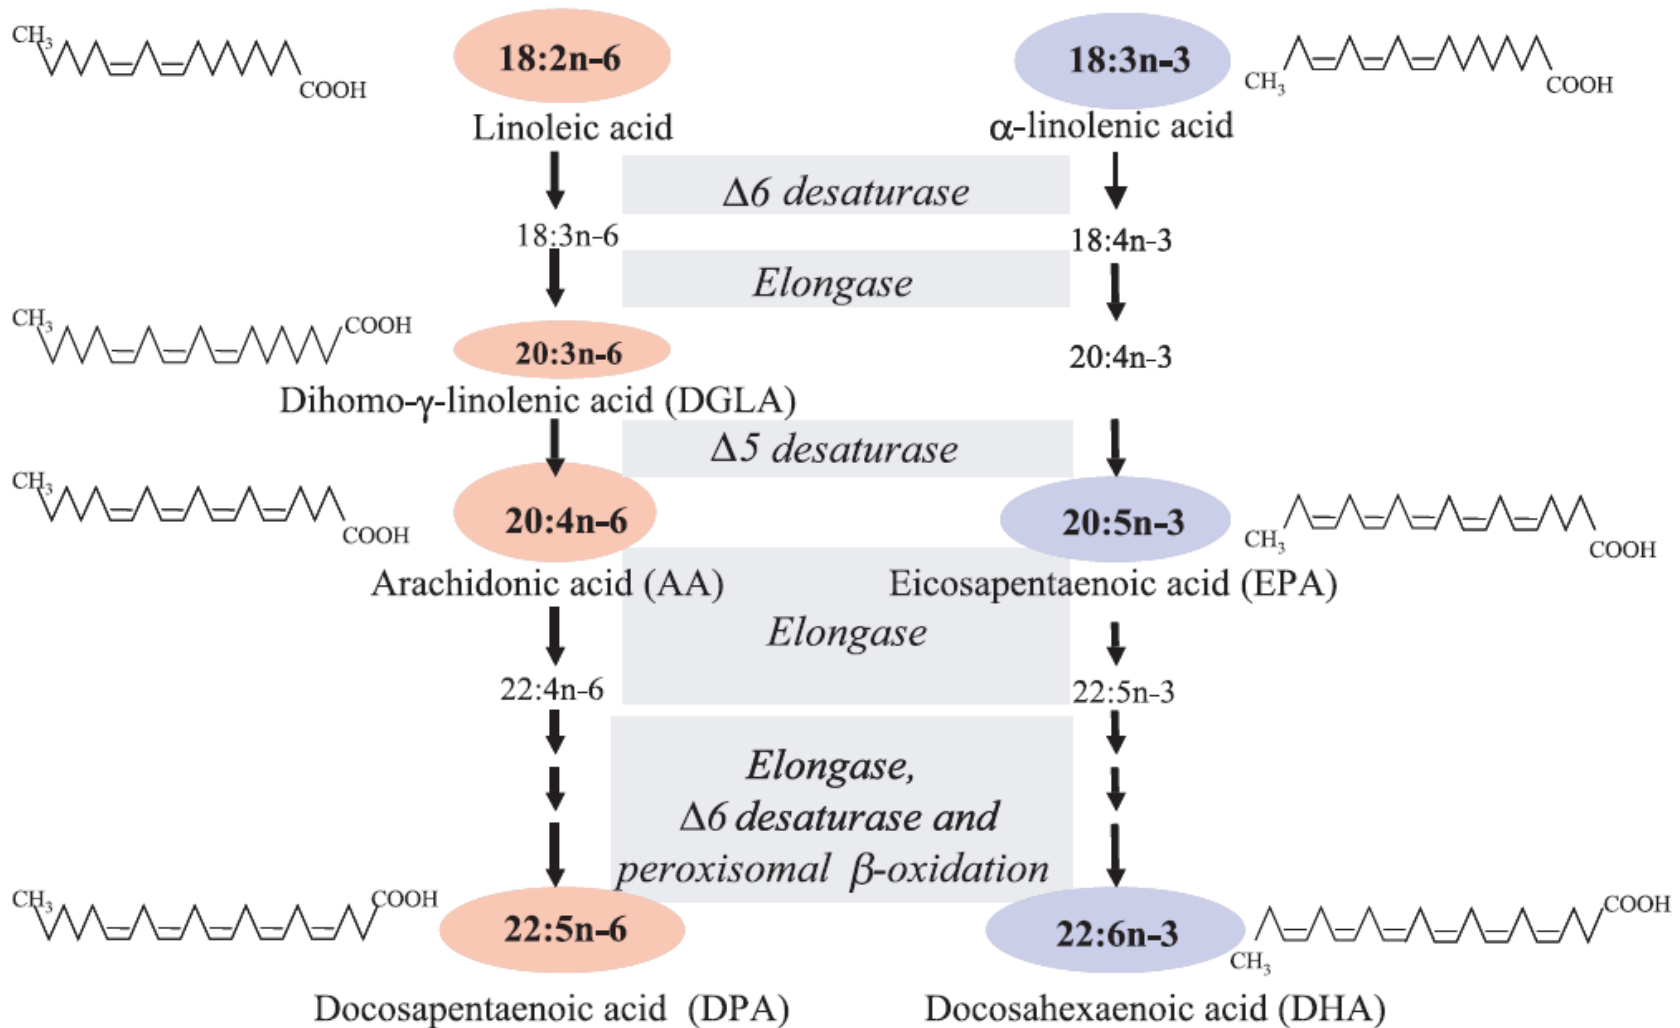 CH3
COOH
18:2n-6
Linoleic acid
18:3n-3
α-linolenic acid
CH3
COOH
Δ6 desaturase
18:3n-6
18:4n-3
Elongase
CH3
COOH
20:3n-6
Dihomo-γ-linolenic acid (DGLA)
20:4n-3
Δ5 desaturase
CH3
COOH
20:4n-6
Arachidonic acid (AA)
20:5n-3
Eicosapentaenoic acid (EPA)
CH3
COOH
Elongase
22:4n-6
22:5n-3
Elongase,
Δ6 desaturase and
peroxisomal β-oxidation
CH3
COOH
22:5n-6
Docosapentaenoic acid (DPA)
22:6n-3
Docosahexaenoic acid (DHA)
CH3
COOH